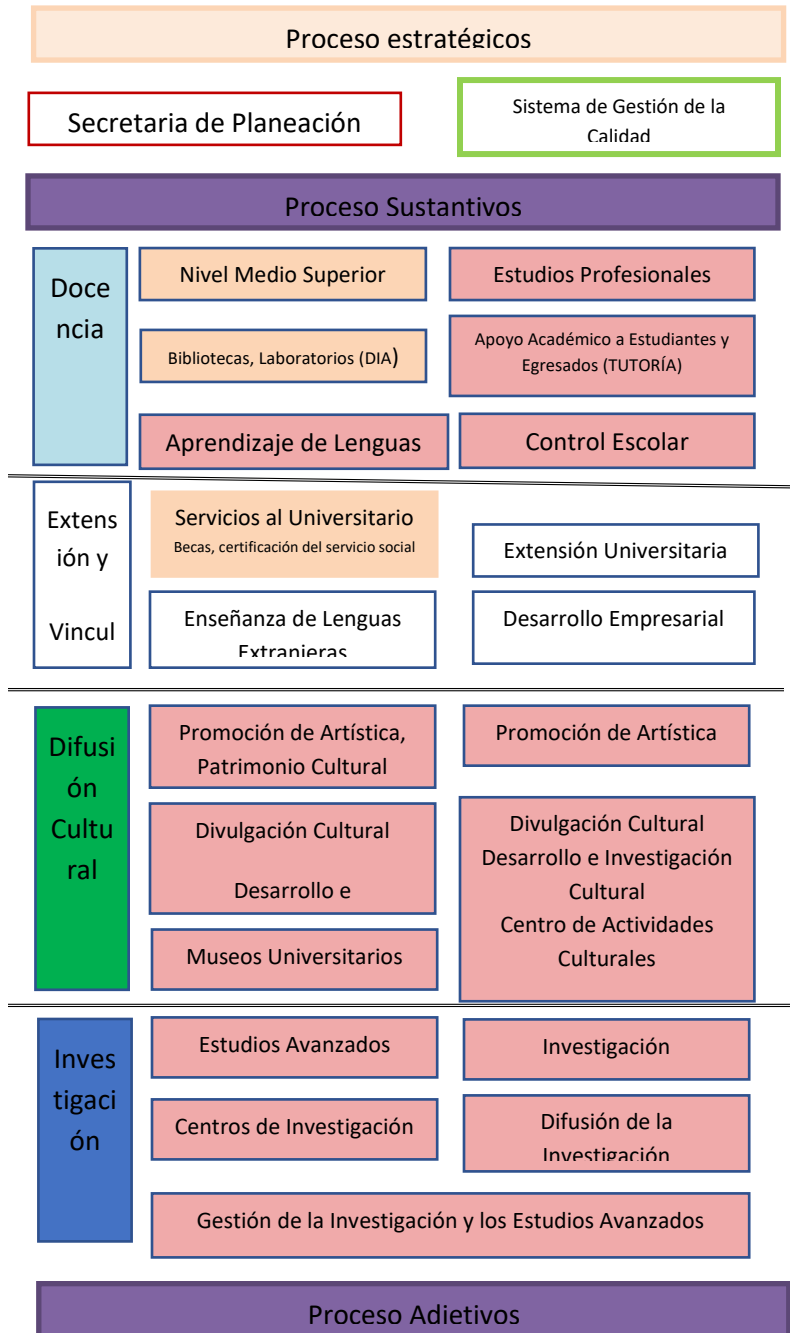 Proceso estratégicos
Secretaria de Planeación
Sistema de Gestión de la
Calidad
Proceso Sustantivos
Doce
ncia
Nivel Medio Superior
Estudios Profesionales
Bibliotecas, Laboratorios (DIA)
Apoyo Académico a Estudiantes y
Egresados (TUTORÍA)
Aprendizaje de Lenguas
Control Escolar
Extens
ión y
Vincul
Servicios al Universitario
Becas, certificación del servicio social
Extensión Universitaria
Enseñanza de Lenguas
Extranjeras
Desarrollo Empresarial
Difusi
ón
Cultu
ral
Promoción de Artística,
Patrimonio Cultural
Promoción de Artística
Divulgación Cultural
Desarrollo e
Divulgación Cultural
Desarrollo e Investigación
Cultural
Centro de Actividades
Culturales
Museos Universitarios
Inves
tigaci
ón
Estudios Avanzados
Investigación
Centros de Investigación
Difusión de la
Investigación
Gestión de la Investigación y los Estudios Avanzados
Proceso Adjetivos